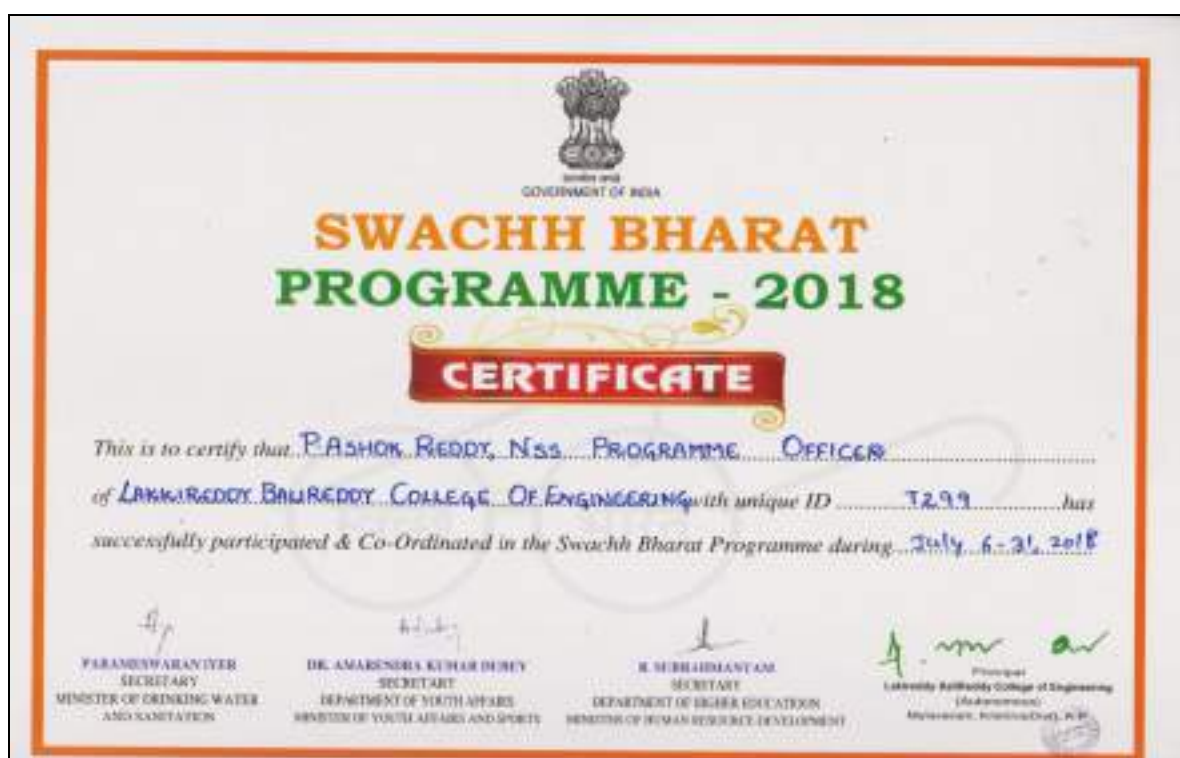 GOVERNMENT OF INDIA
SWACHH BHARAT
PROGRAMME - 2018
CERTIFICATE
This is to certify that P.ASHOK REDDY, NSS PROGRAMME OFFICER
of LAKKIREDDY BALIREDDY COLLEGE OF ENGINEERING with unique ID T299 has
successfully participated & Co-Ordinated in the Swachh Bharat Programme during July 6-31, 2018
PARAMESWARAN IYER
SECRETARY
MINISTER OF DRINKING WATER
AND SANITATION
DR. AMARENDRA KUMAR DUBEY
SECRETARY
DEPARTMENT OF YOUTH AFFAIRS
MINISTER OF YOUTH AFFAIRS AND SPORTS
R. SUBRAHMANYAM
SECRETARY
DEPARTMENT OF HIGHER EDUCATION
MINISTER OF HUMAN RESOURCE DEVELOPMENT
Principal
Lakireddy Balireddy College of Engineering
(Autonomous)